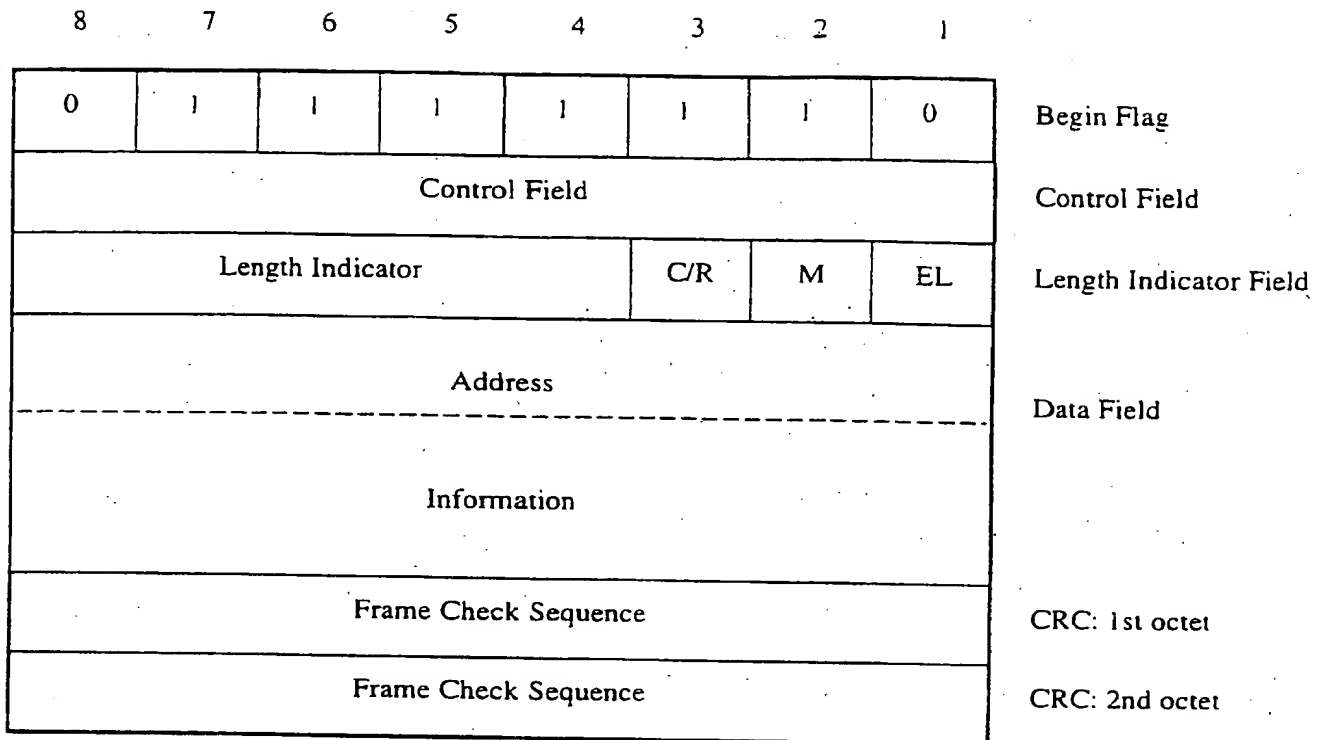 8 7 6 5 4 3 2 1
0 1 1 1 1 1 1 0 Begin Flag
Control Field Control Field
Length Indicator C/R M EL Length Indicator Field
Address
Data Field
Information
Frame Check Sequence CRC: 1st octet
Frame Check Sequence CRC: 2nd octet